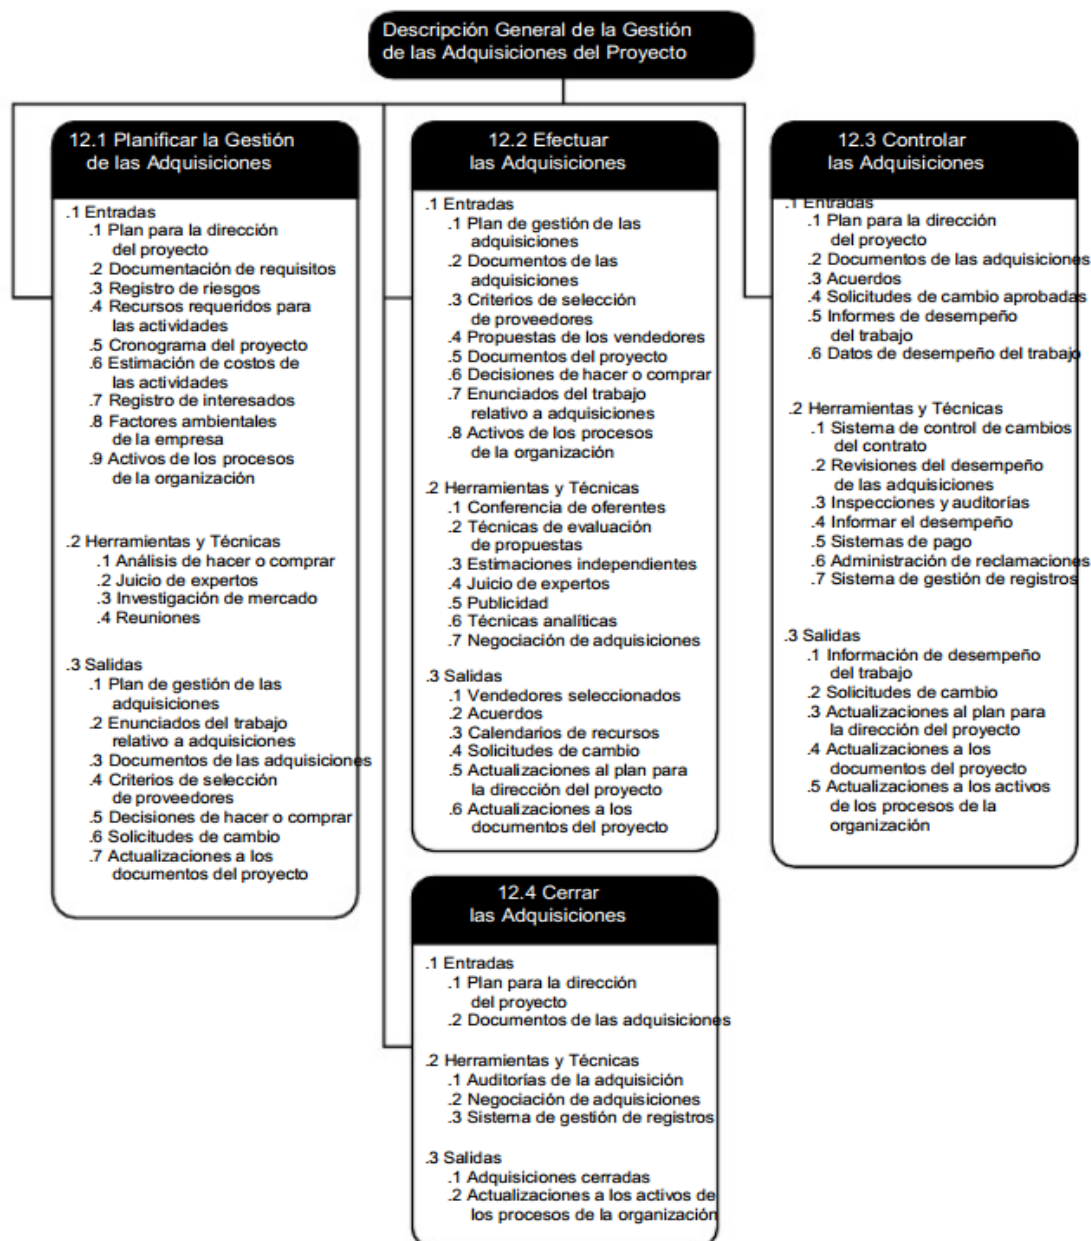 Descripción General de la Gestión
de las Adquisiciones del Proyecto
12.1 Planificar la Gestión
de las Adquisiciones
.1 Entradas
.1 Plan para la dirección
del proyecto
.2 Documentación de requisitos
.3 Registro de riesgos
.4 Recursos requeridos para
las actividades
.5 Cronograma del proyecto
.6 Estimación de costos de
las actividades
.7 Registro de interesados
.8 Factores ambientales
de la empresa
.9 Activos de los procesos
de la organización
.2 Herramientas y Técnicas
.1 Análisis de hacer o comprar
.2 Juicio de expertos
.3 Investigación de mercado
.4 Reuniones
.3 Salidas
.1 Plan de gestión de las
adquisiciones
.2 Enunciados del trabajo
relativo a adquisiciones
.3 Documentos de las adquisiciones
.4 Criterios de selección
de proveedores
.5 Decisiones de hacer o comprar
.6 Solicitudes de cambio
.7 Actualizaciones a los
documentos del proyecto
12.2 Efectuar
las Adquisiciones
.1 Entradas
.1 Plan de gestión de las
adquisiciones
.2 Documentos de las
adquisiciones
.3 Criterios de selección
de proveedores
.4 Propuestas de los vendedores
.5 Documentos del proyecto
.6 Decisiones de hacer o comprar
.7 Enunciados del trabajo
relativo a adquisiciones
.8 Activos de los procesos
de la organización
.2 Herramientas y Técnicas
.1 Conferencia de oferentes
.2 Técnicas de evaluación
de propuestas
.3 Estimaciones independientes
.4 Juicio de expertos
.5 Publicidad
.6 Técnicas analíticas
.7 Negociación de adquisiciones
.3 Salidas
.1 Vendedores seleccionados
.2 Acuerdos
.3 Calendarios de recursos
.4 Solicitudes de cambio
.5 Actualizaciones al plan para
la dirección del proyecto
.6 Actualizaciones a los
documentos del proyecto
12.3 Controlar
las Adquisiciones
.1 Entradas
.1 Plan para la dirección
del proyecto
.2 Documentos de las adquisiciones
.3 Acuerdos
.4 Solicitudes de cambio aprobadas
.5 Informes de desempeño
del trabajo
.6 Datos de desempeño del trabajo
.2 Herramientas y Técnicas
.1 Sistema de control de cambios
del contrato
.2 Revisiones del desempeño
de las adquisiciones
.3 Inspecciones y auditorías
.4 Informar el desempeño
.5 Sistemas de pago
.6 Administración de reclamaciones
.7 Sistema de gestión de registros
.3 Salidas
.1 Información de desempeño
del trabajo
.2 Solicitudes de cambio
.3 Actualizaciones al plan para
la dirección del proyecto
.4 Actualizaciones a los
documentos del proyecto
.5 Actualizaciones a los activos
de los procesos de la
organización
12.4 Cerrar
las Adquisiciones
.1 Entradas
.1 Plan para la dirección
del proyecto
.2 Documentos de las adquisiciones
.2 Herramientas y Técnicas
.1 Auditorías de la adquisición
.2 Negociación de adquisiciones
.3 Sistema de gestión de registros
.3 Salidas
.1 Adquisiciones cerradas
.2 Actualizaciones a los activos de
los procesos de la organización